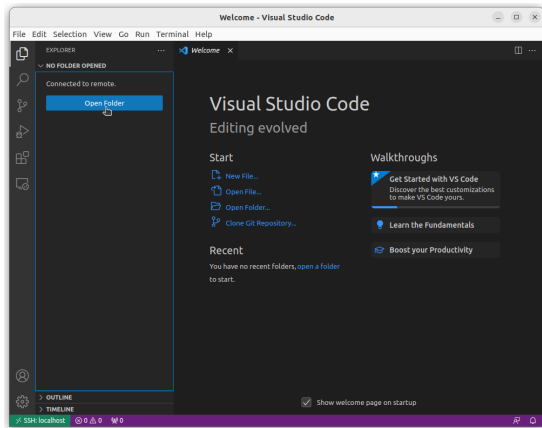 Welcome - Visual Studio Code
File Edit Selection View Go Run Terminal Help
EXPLORER
Welcome
NO FOLDER OPENED
Connected to remote.
Open Folder
Visual Studio Code
Editing evolved
Start
New File...
Open File...
Open Folder...
Clone Git Repository...
Recent
You have no recent folders, open a folder
to start.
Walkthroughs
Get Started with VS Code
Discover the best customizations
to make VS Code yours.
Learn the Fundamentals
Boost your Productivity
OUTLINE
TIMELINE
Show welcome page on startup
SSH: localhost 0 0 0